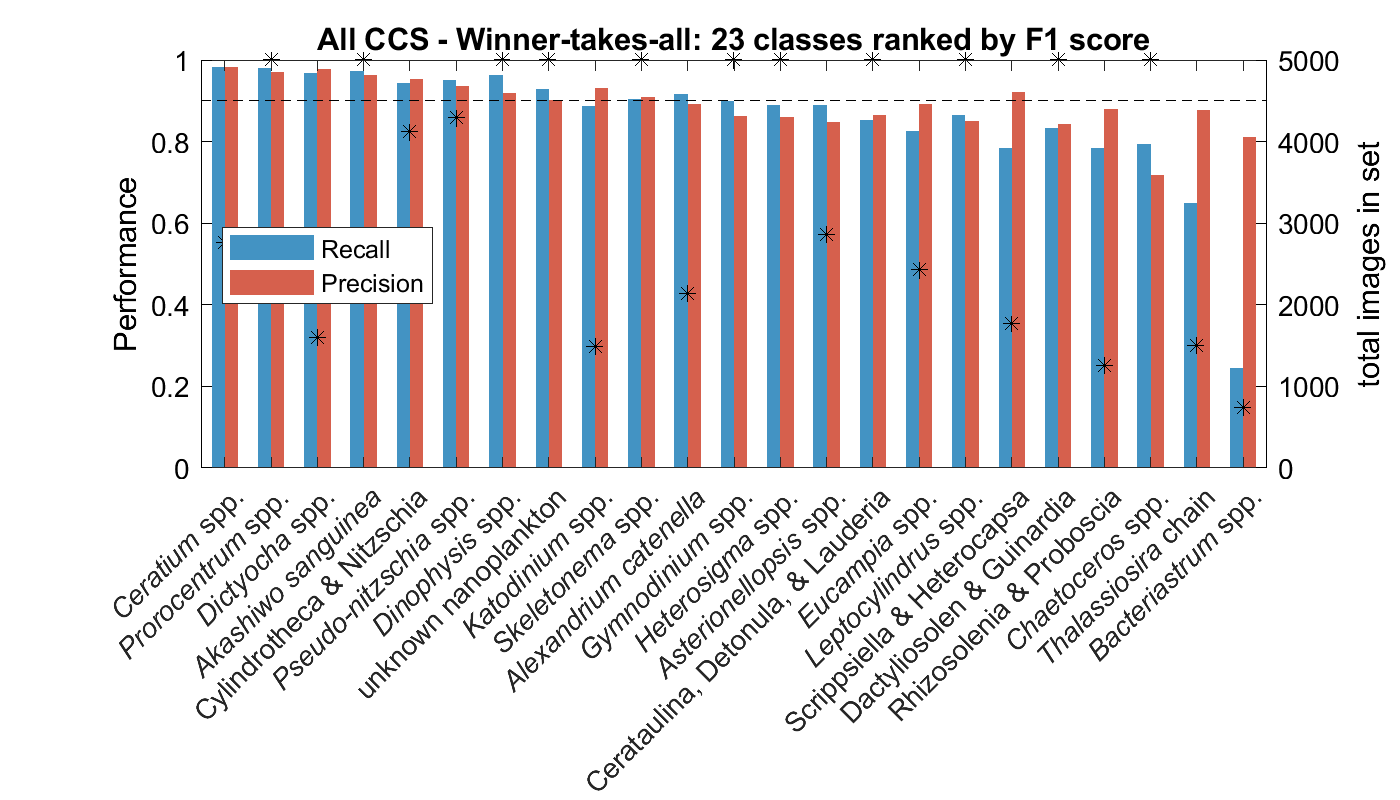 All CCS - Winner-takes-all: 23 classes ranked by F1 score
Performance
1
0.8
0.6
0.4
0.2
0
Recall
Precision
5000
4000
3000
2000
1000
0
total images in set
Ceratium spp.
Prorocentrum spp.
Dictyocha spp.
Akashiwo sanguinea
Cylindrotheca & Nitzschia
Pseudo-nitzschia spp.
Dinophysis spp.
unknown nanoplankton
Katodinium spp.
Skeletonema spp.
Alexandrium catenella
Gymnodinium spp.
Heterosigma spp.
Asterionellopsis spp.
Cerataulina, Detonula, & Lauderia
Eucampia spp.
Leptocylindrus spp.
Scrippsiella & Heterocapsa
Dactyliosolen & Guinardia
Rhizosolenia & Proboscia
Chaetoceros spp.
Thalassiosira chain
Bacteriastrum spp.